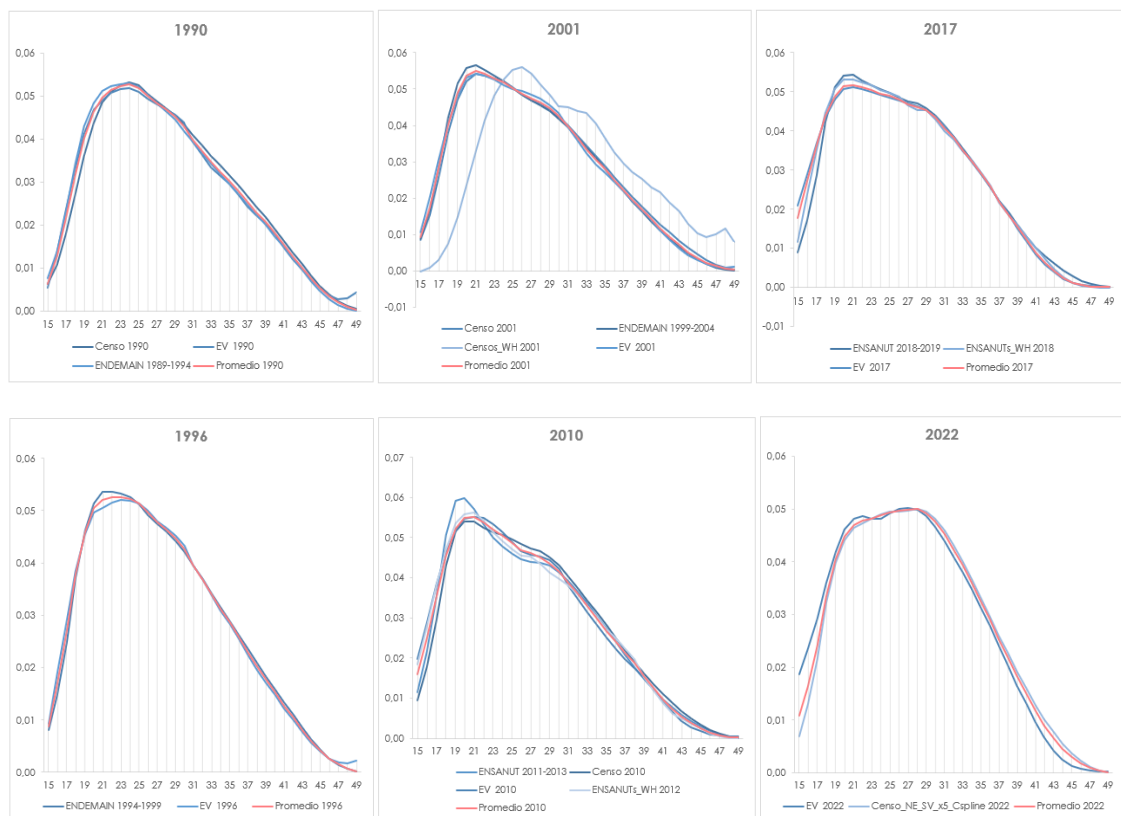 1990
0,06
0,05
0,04
0,03
0,02
0,01
0,00
15 17 19 21 23 25 27 29 31 33 35 37 39 41 43 45 47 49
Censo 1990 EV 1990
ENDEMAIN 1989-1994 Promedio 1990
2001
0,06
0,05
0,04
0,03
0,02
0,01
0,00
-0,01
15 17 19 21 23 25 27 29 31 33 35 37 39 41 43 45 47 49
Censo 2001 ENDEMAIN 1999-2004
Censos_WH 2001 EV 2001
Promedio 2001
2017
0,06
0,05
0,04
0,03
0,02
0,01
0,00
-0,01
15 17 19 21 23 25 27 29 31 33 35 37 39 41 43 45 47 49
ENSANUT 2018-2019 ENSANUTs_WH 2018
EV 2017 Promedio 2017
1996
0,06
0,05
0,04
0,03
0,02
0,01
0,00
15 17 19 21 23 25 27 29 31 33 35 37 39 41 43 45 47 49
ENDEMAIN 1994-1999 EV 1996 Promedio 1996
2010
0,07
0,06
0,05
0,04
0,03
0,02
0,01
0,00
15 17 19 21 23 25 27 29 31 33 35 37 39 41 43 45 47 49
ENSANUT 2011-2013 Censo 2010
EV 2010 ENSANUTs_WH 2012
Promedio 2010
2022
0,06
0,05
0,04
0,03
0,02
0,01
0,00
15 17 19 21 23 25 27 29 31 33 35 37 39 41 43 45 47 49
EV 2022 Censo_NE_SV_x5_Cspline 2022 Promedio 2022